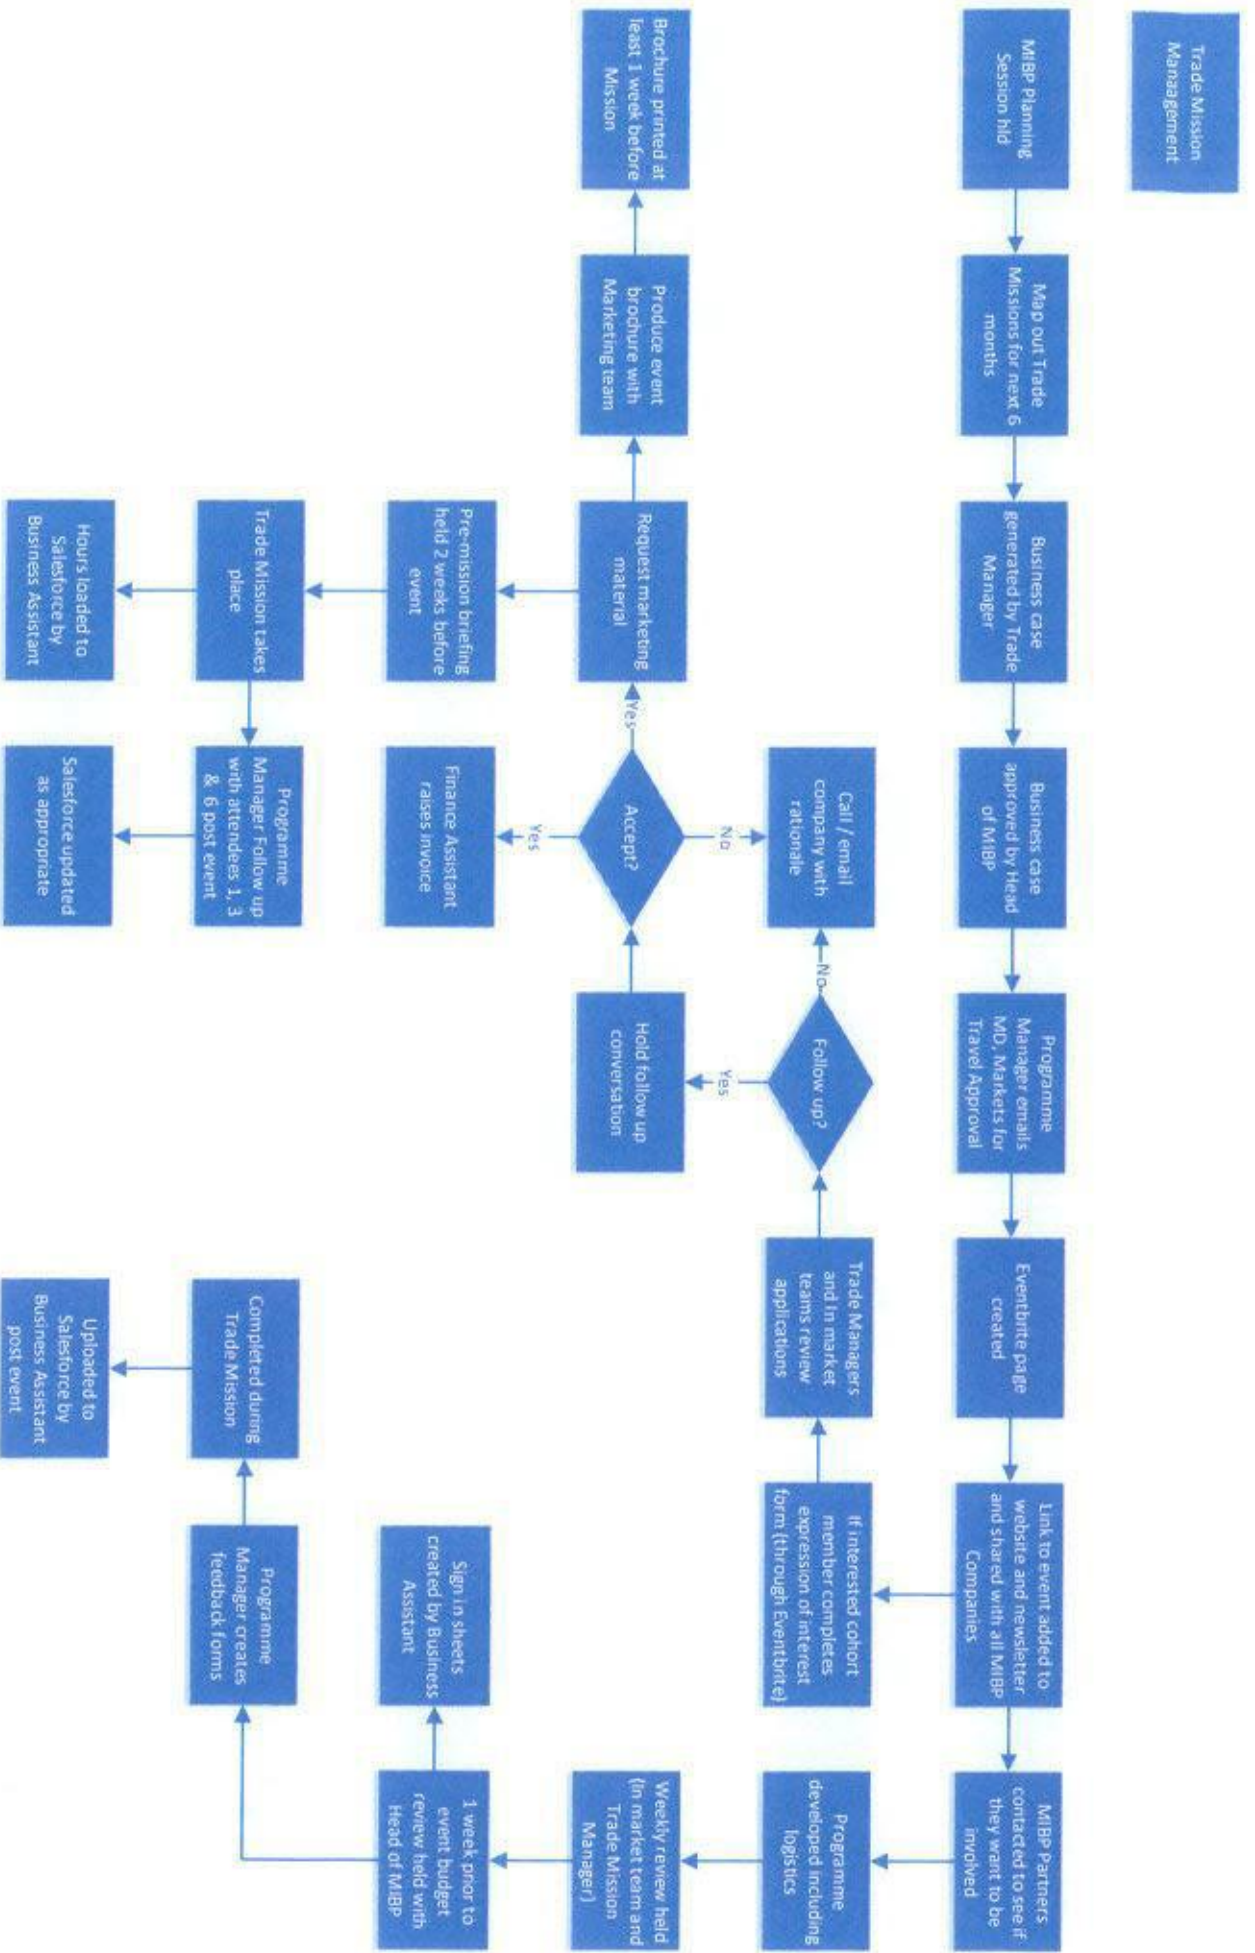 Trade Mission
Manaagement
MIBP Planning
Session hld
Map out Trade
Missions for next 6
months
Business case
generated by Trade
Manager
Business case
approved by Head
of MIBP
Programme
Manager emails
MD, Markets for
Travel Approval
Eventbrite page
created
Link to event added to
website and newsletter
and shared with all MIBP
Companies
MIBP Partners
contacted to see if
they want to be
involved
Call / email
company with
rationale
No
Follow up?
Trade Managers
and In market
teams review
applications
If interested cohort
member completes
expression of interest
form (through Eventbrite)
Programme
developed including
logistics
No
Yes
Brochure printed at
least 1 week before
Mission
Produce event
brochure with
Marketing team
Request marketing
material
Yes
Accept?
Hold follow up
conversation
Weekly review held
(In market team and
Trade Mission
Manager)
Yes
Pre-mission briefing
held 2 weeks before
event
Finance Assistant
raises invoice
Sign in sheets
created by Business
Assistant
1 week prior to
event budget
review held with
Head of MIBP
Trade Mission takes
place
Programme
Manager Follow up
with attendees 1, 3
& 6 post event
Completed during
Trade Mission
Programme
Manager creates
feedback forms
Hours loaded to
Salesforce by
Business Assistant
Salesforce updated
as appropriate
Uploaded to
Salesforce by
Business Assistant
post event